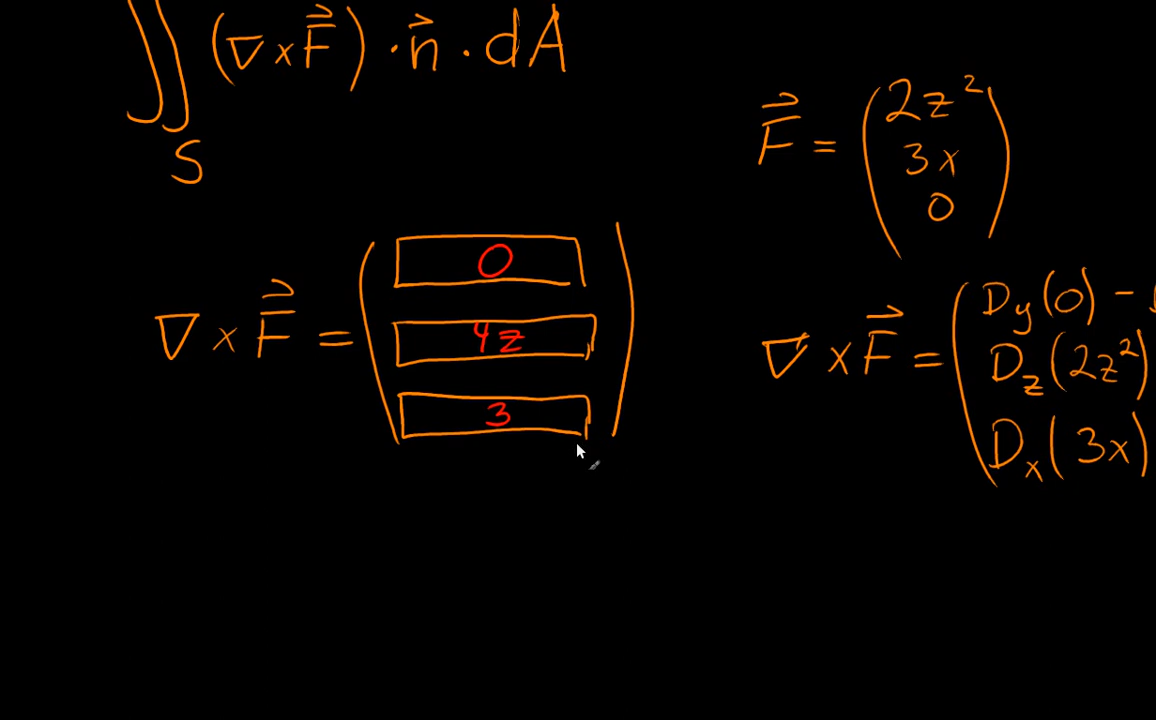 ∬ (∇ × F⃗) · n⃗ · dA
S
F⃗ = ( 2z²
3x
0 )
∇ × F⃗ = ( 0
4z
3 )
∇ × F⃗ = ( Dy(0) −
Dz(2z²)
Dx(3x)